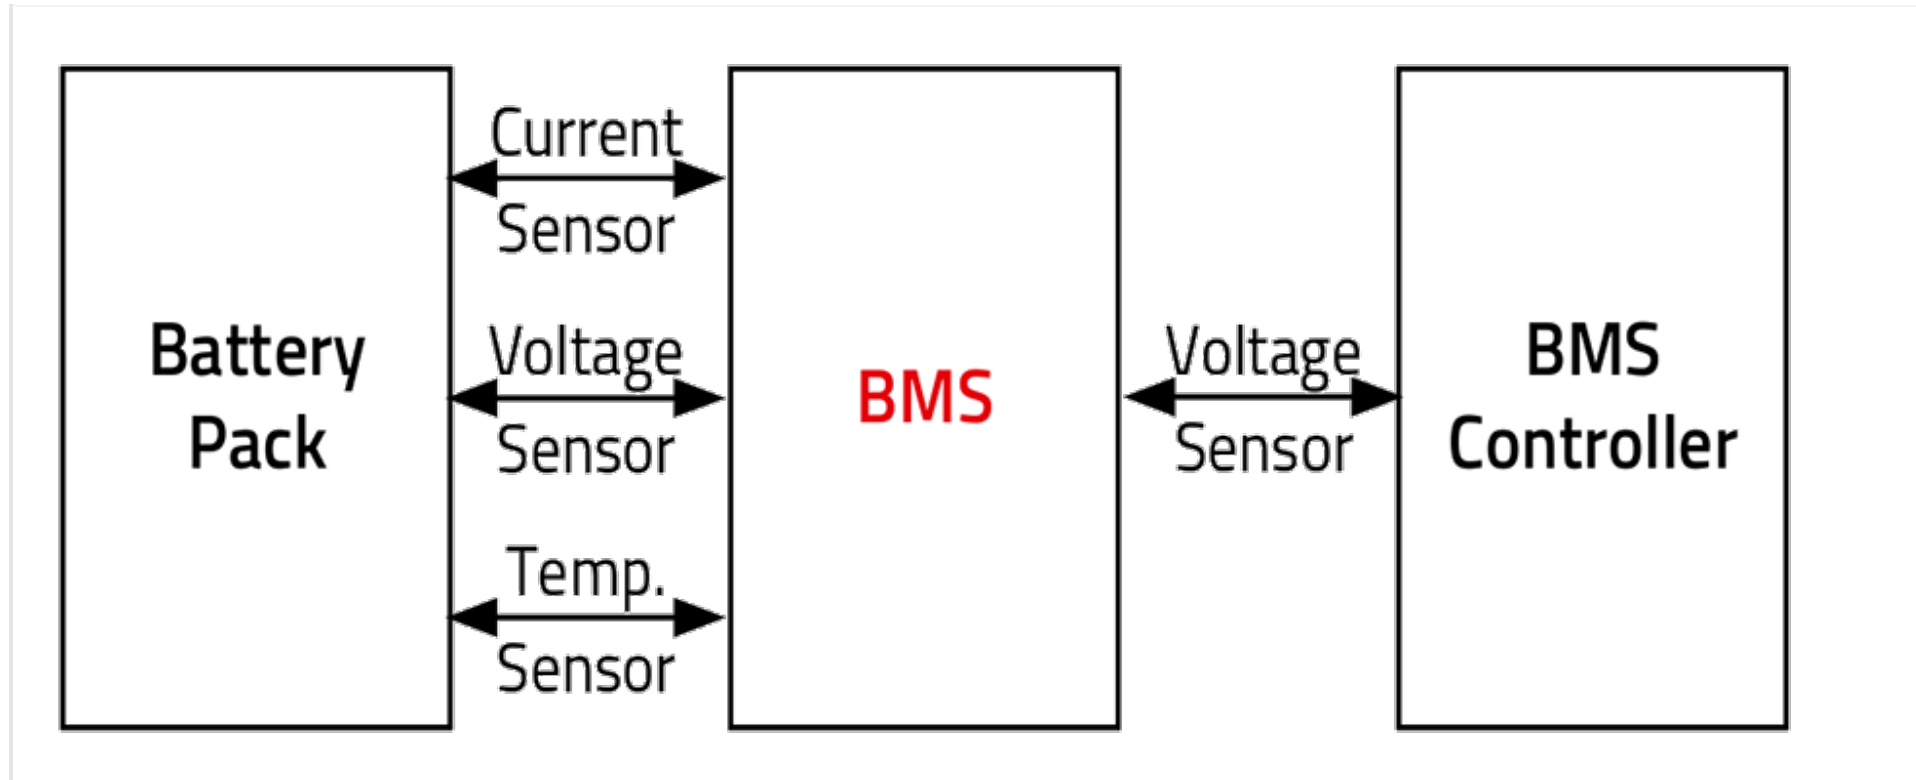 Battery
Pack
Current
Sensor
Voltage
Sensor
Temp.
Sensor
BMS
Voltage
Sensor
BMS
Controller